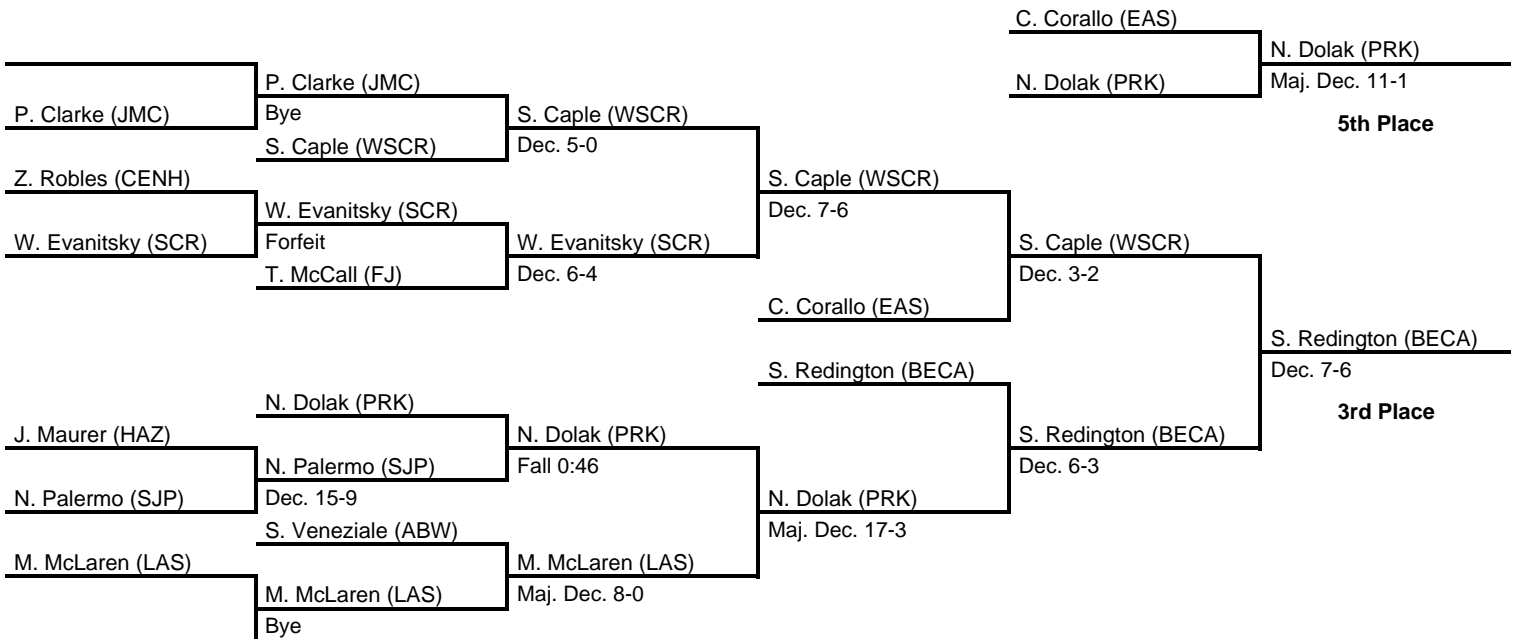 C. Corallo (EAS)
N. Dolak (PRK)
P. Clarke (JMC)
N. Dolak (PRK)
Maj. Dec. 11-1
P. Clarke (JMC)
Bye
S. Caple (WSCR)
5th Place
S. Caple (WSCR)
Dec. 5-0
Z. Robles (CENH)
S. Caple (WSCR)
W. Evanitsky (SCR)
Dec. 7-6
W. Evanitsky (SCR)
Forfeit
W. Evanitsky (SCR)
S. Caple (WSCR)
T. McCall (FJ)
Dec. 6-4
Dec. 3-2
C. Corallo (EAS)
S. Redington (BECA)
S. Redington (BECA)
Dec. 7-6
N. Dolak (PRK)
3rd Place
J. Maurer (HAZ)
N. Dolak (PRK)
S. Redington (BECA)
N. Palermo (SJP)
Fall 0:46
Dec. 6-3
N. Palermo (SJP)
Dec. 15-9
N. Dolak (PRK)
S. Veneziale (ABW)
Maj. Dec. 17-3
M. McLaren (LAS)
M. McLaren (LAS)
M. McLaren (LAS)
Maj. Dec. 8-0
Bye